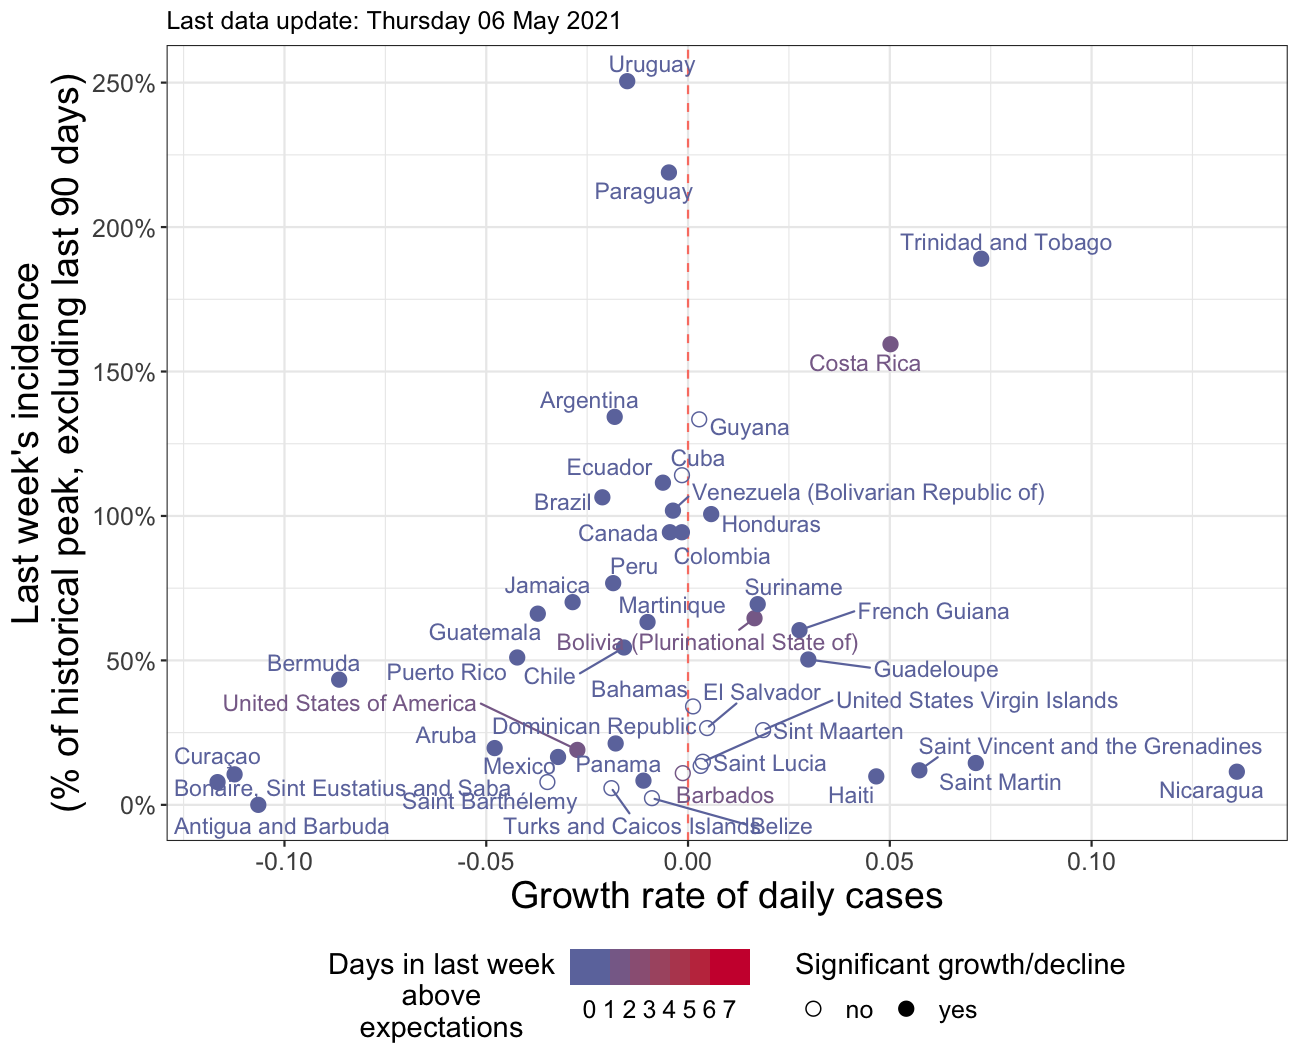 Last data update: Thursday 06 May 2021
Last week's incidence
(% of historical peak, excluding last 90 days)
250%
200%
150%
100%
50%
0%
Uruguay
Paraguay
Trinidad and Tobago
Costa Rica
Argentina
Guyana
Cuba
Ecuador
Venezuela (Bolivarian Republic of)
Brazil
Honduras
Canada
Colombia
Peru
Jamaica
Suriname
Martinique
French Guiana
Guatemala
Bolivia (Plurinational State of)
Bermuda
Puerto Rico
Chile
Guadeloupe
Bahamas
El Salvador
United States of America
United States Virgin Islands
Dominican Republic
Sint Maarten
Aruba
Saint Vincent and the Grenadines
Curaçao
Mexico
Panama
Saint Lucia
Bonaire, Sint Eustatius and Saba
Saint Martin
Saint Barthélemy
Barbados
Haiti
Nicaragua
Antigua and Barbuda
Turks and Caicos Islands
Belize
-0.10
-0.05
0.00
0.05
0.10
Growth rate of daily cases
Days in last week
above
expectations
0 1 2 3 4 5 6 7
Significant growth/decline
no
yes